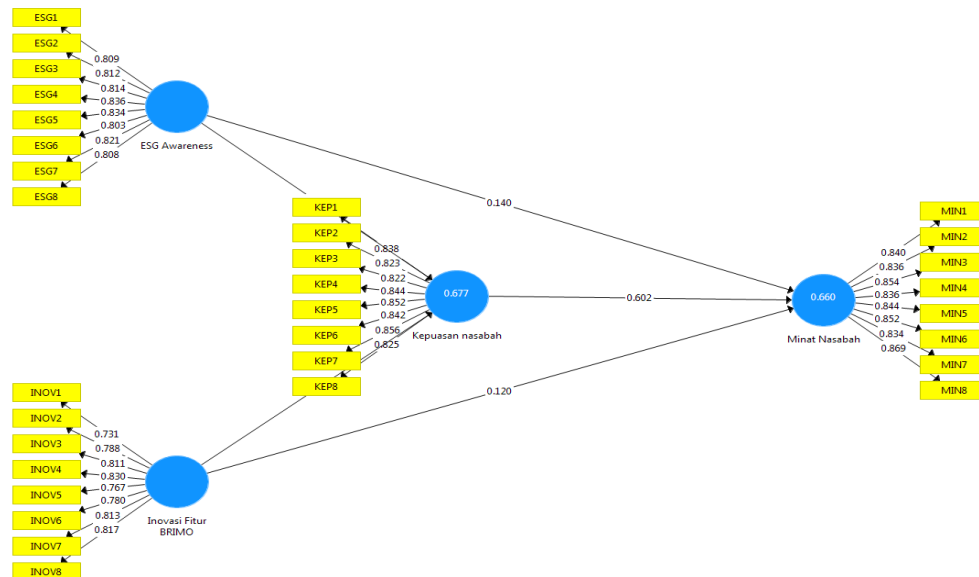 ESG1
ESG2
ESG3
ESG4
ESG5
ESG6
ESG7
ESG8
0.809
0.812
0.814
0.836
0.834
0.803
0.821
0.808
ESG Awareness
KEP1
KEP2
KEP3
KEP4
KEP5
KEP6
KEP7
KEP8
0.838
0.823
0.822
0.844
0.852
0.842
0.856
0.825
0.677
Kepuasan nasabah
0.140
0.602
0.120
0.660
Minat Nasabah
0.840
0.836
0.854
0.836
0.844
0.852
0.834
0.869
MIN1
MIN2
MIN3
MIN4
MIN5
MIN6
MIN7
MIN8
INOV1
INOV2
INOV3
INOV4
INOV5
INOV6
INOV7
INOV8
0.731
0.788
0.811
0.830
0.767
0.780
0.813
0.817
Inovasi Fitur
BRIMO